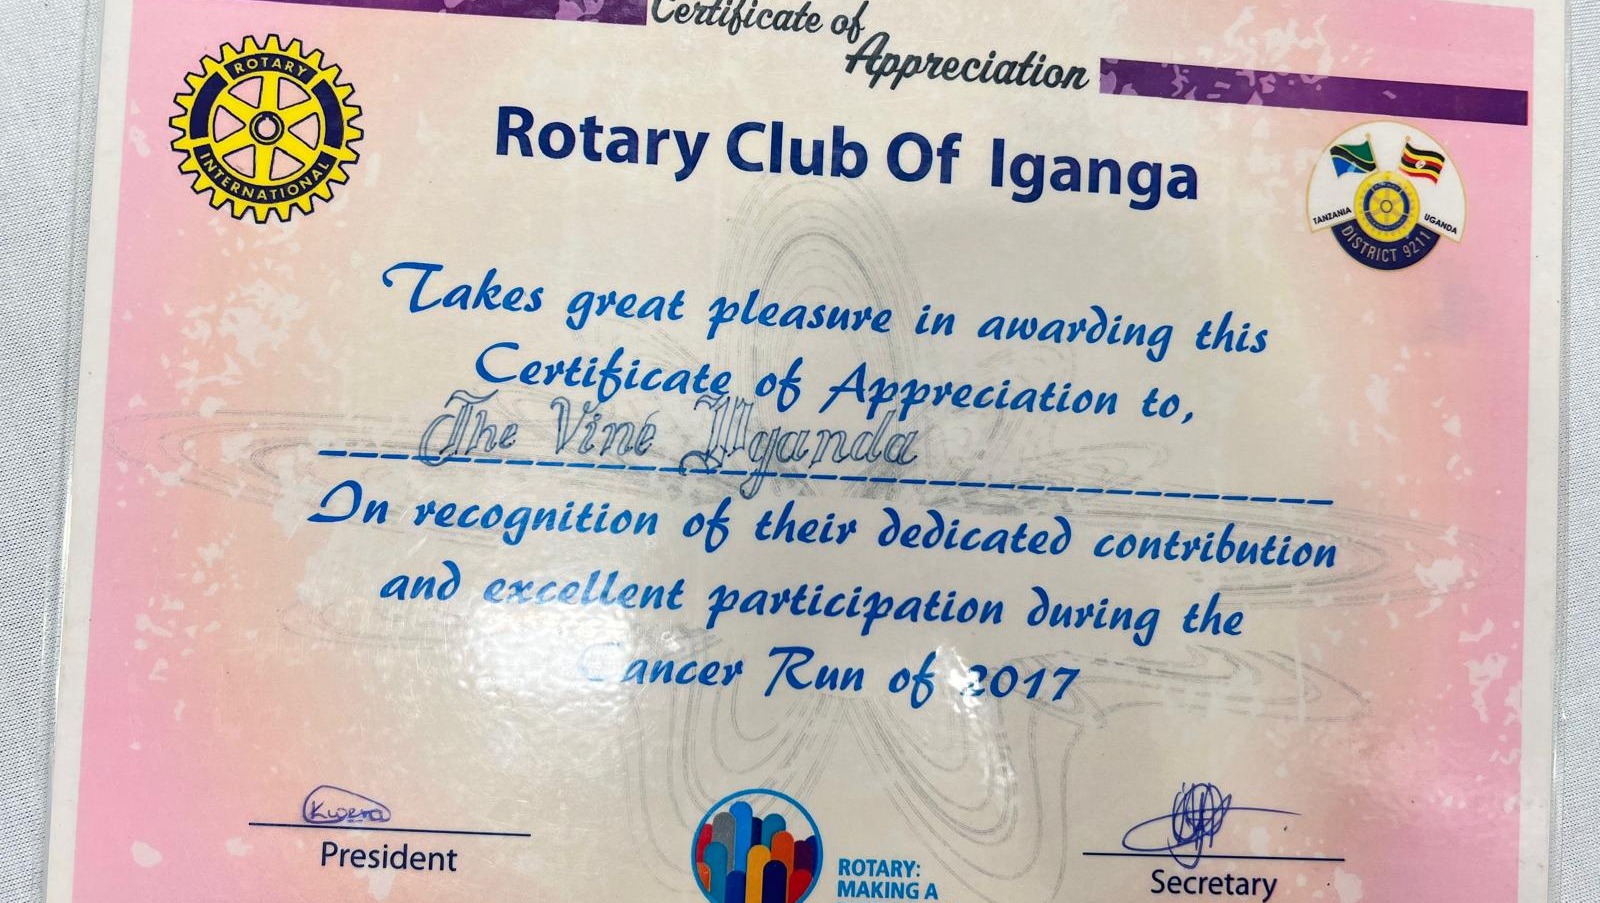 Certificate of
Appreciation
ROTARY
INTERNATIONAL
Rotary Club Of Iganga
TANZANIA
UGANDA
DISTRICT 9211
Takes great pleasure in awarding this
Certificate of Appreciation to,
The Vine Uganda
In recognition of their dedicated contribution
and excellent participation during the
Cancer Run of 2017
Kwena
President
ROTARY:
MAKING A
Secretary